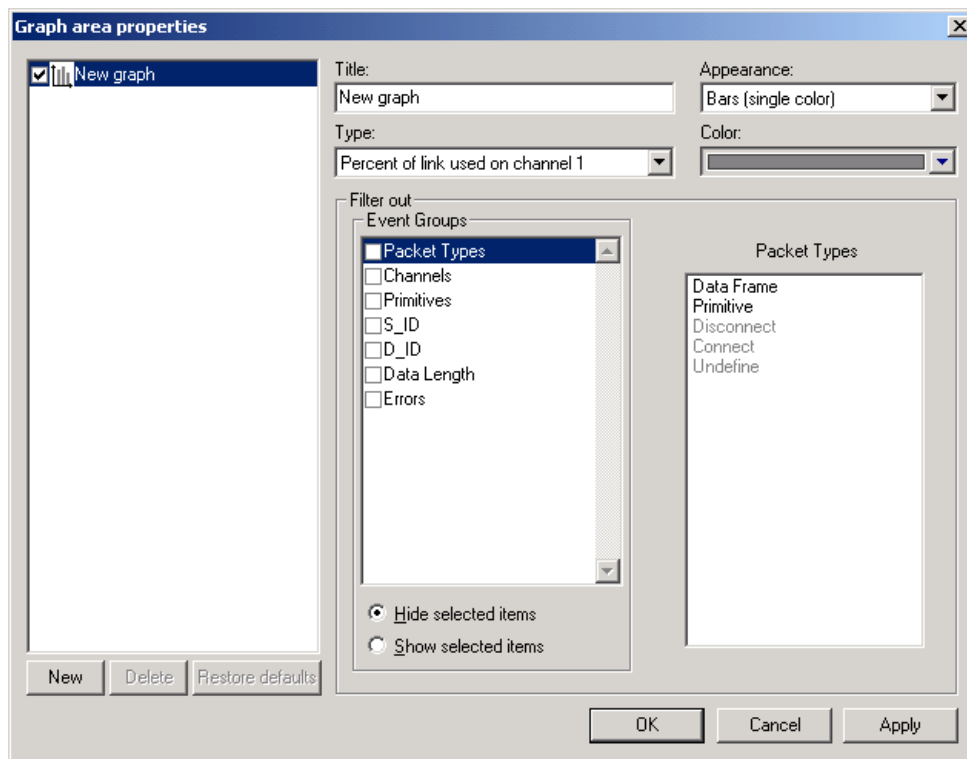 Graph area properties
New graph
Title:
New graph
Appearance:
Bars (single color)
Type:
Percent of link used on channel 1
Color:
Filter out
Event Groups
Packet Types
Channels
Primitives
S_ID
D_ID
Data Length
Errors
Hide selected items
Show selected items
Packet Types
Data Frame
Primitive
Disconnect
Connect
Undefine
New
Delete
Restore defaults
OK
Cancel
Apply